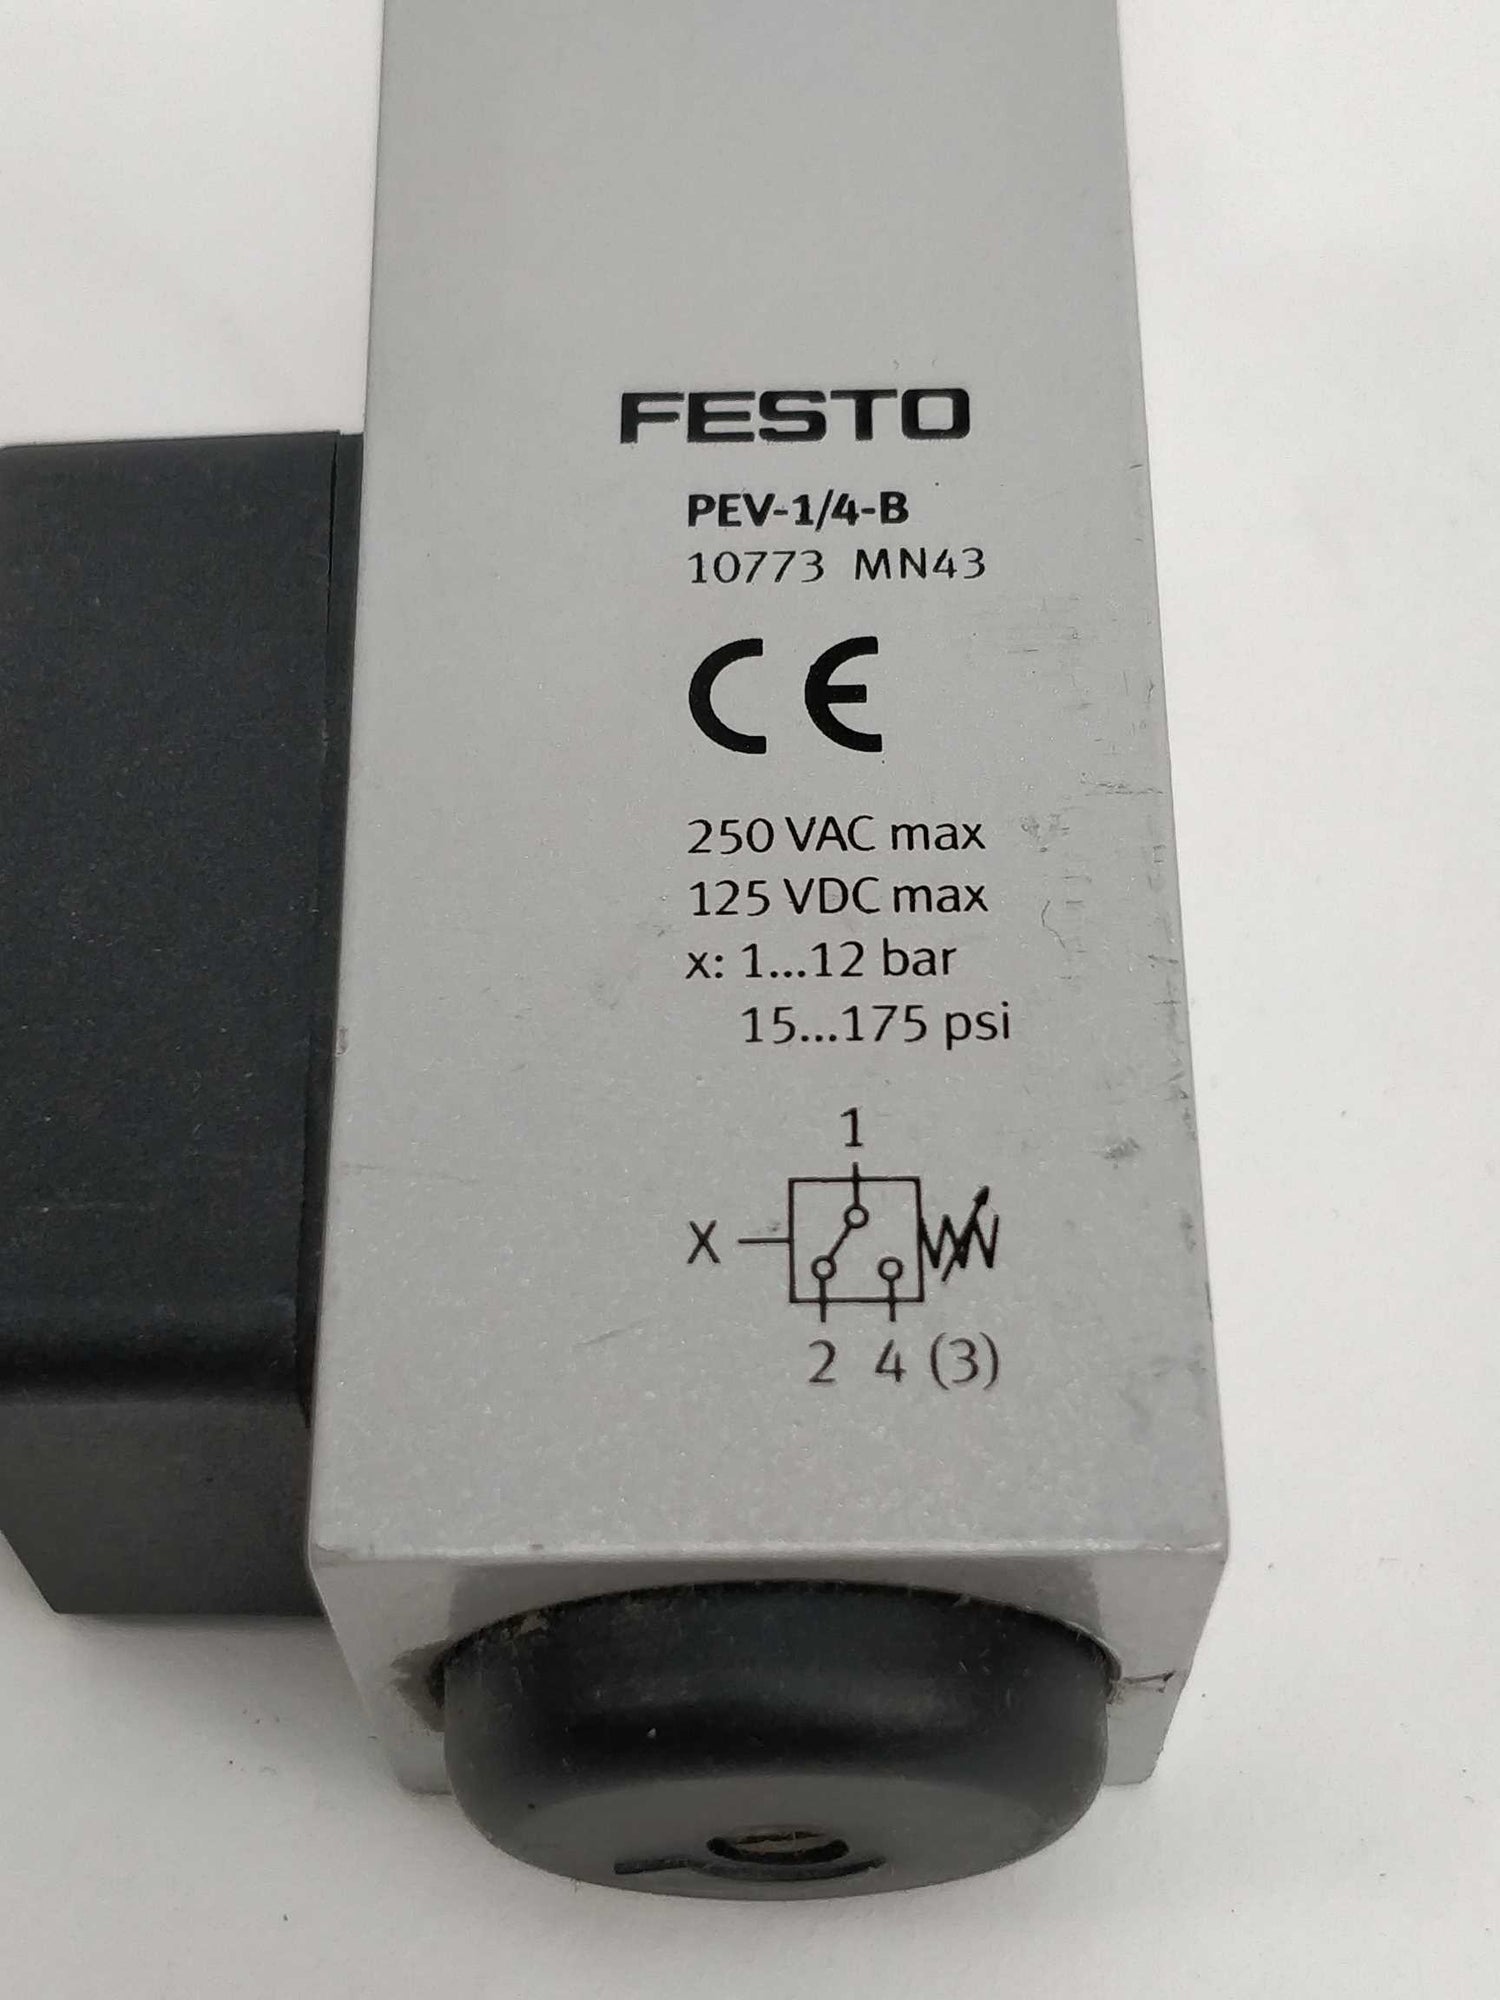 FESTO
PEV-1/4-B
10773 MN43
CE
250 VAC max
125 VDC max
x: 1...12 bar
15...175 psi
1
X
2 4 (3)